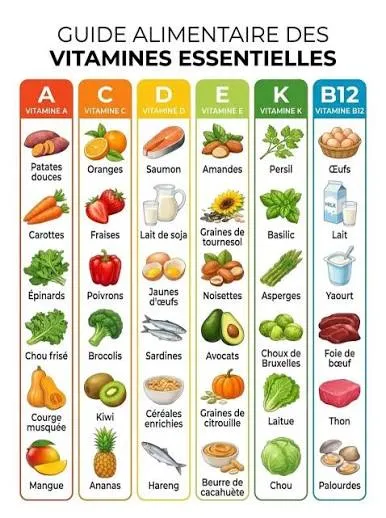 GUIDE ALIMENTAIRE DES
VITAMINES ESSENTIELLES
A
VITAMINE A
C
VITAMINE C
D
VITAMINE D
E
VITAMINE E
K
VITAMINE K
B12
VITAMINE B12
Patates
douces
Oranges
Saumon
Amandes
Persil
Œufs
Carottes
Fraises
Lait de soja
Graines de
tournesol
Basilic
MILK
Lait
Épinards
Poivrons
Jaunes
d'œufs
Noisettes
Asperges
Yaourt
Chou frisé
Brocolis
Sardines
Avocats
Choux de
Bruxelles
Foie de
bœuf
Courge
musquée
Kiwi
Céréales
enrichies
Graines de
citrouille
Laitue
Thon
Mangue
Ananas
Hareng
Beurre de
cacahuète
Chou
Palourdes